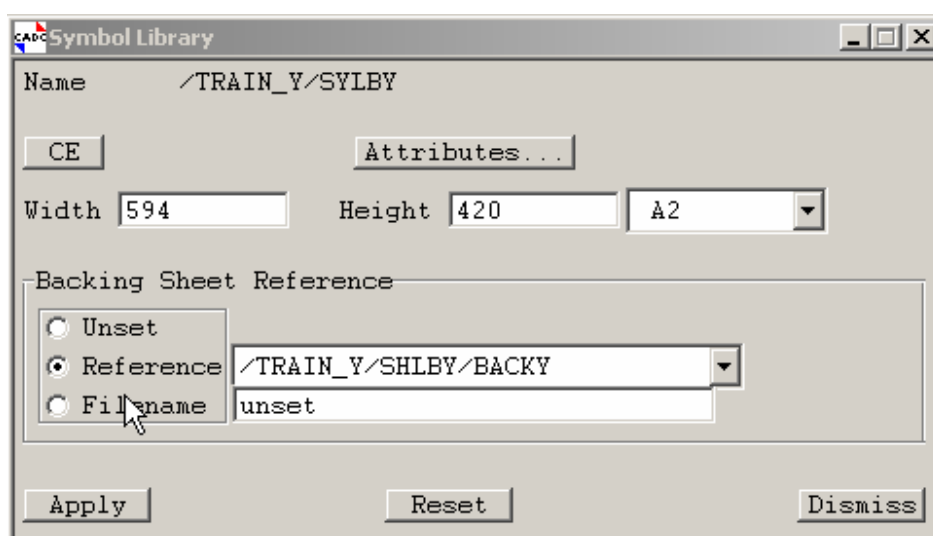 CADC Symbol Library
Name /TRAIN_Y/SYLBY
CE Attributes...
Width 594 Height 420 A2
Backing Sheet Reference
Unset
Reference /TRAIN_Y/SHLBY/BACKY
Filename unset
Apply Reset Dismiss